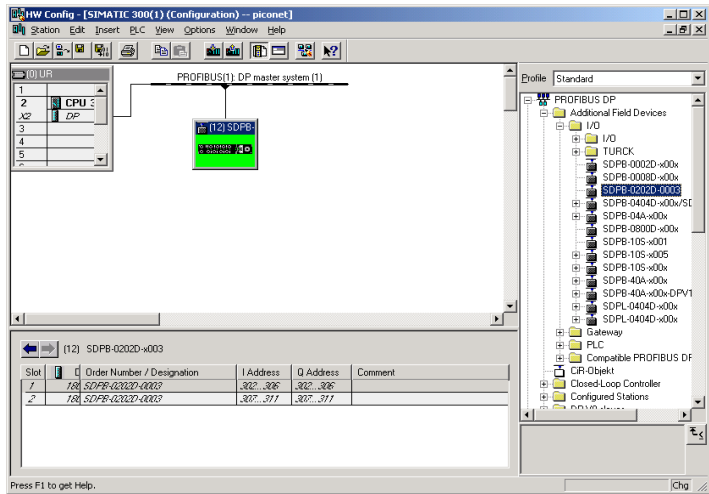 HW Config - [SIMATIC 300(1) (Configuration) -- piconet]
Station Edit Insert PLC View Options Window Help
(0) UR
1
2 CPU 3
X2 DP
3
4
5
PROFIBUS(1): DP master system (1)
(12) SDPB-
Profile Standard
PROFIBUS DP
Additional Field Devices
I/O
I/O
TURCK
SDPB-0002D-x00x
SDPB-0008D-x00x
SDPB-0202D-0003
SDPB-0404D-x00x/SD
SDPB-04A-x00x
SDPB-0800D-x00x
SDPB-10S-x001
SDPB-10S-x005
SDPB-10S-x00x
SDPB-40A-x00x
SDPB-40A-x00x-DPV1
SDPL-0404D-x00x
SDPL-0404D-x00x
Gateway
PLC
Compatible PROFIBUS DP
CiR-Objekt
Closed-Loop Controller
Configured Stations
DP V0 slaves
(12) SDPB-0202D-x003
Slot D Order Number / Designation I Address Q Address Comment
1 180 SDPB-0202D-0003 302...306 302...306
2 180 SDPB-0202D-0003 307...311 307...311
Press F1 to get Help.
Chg